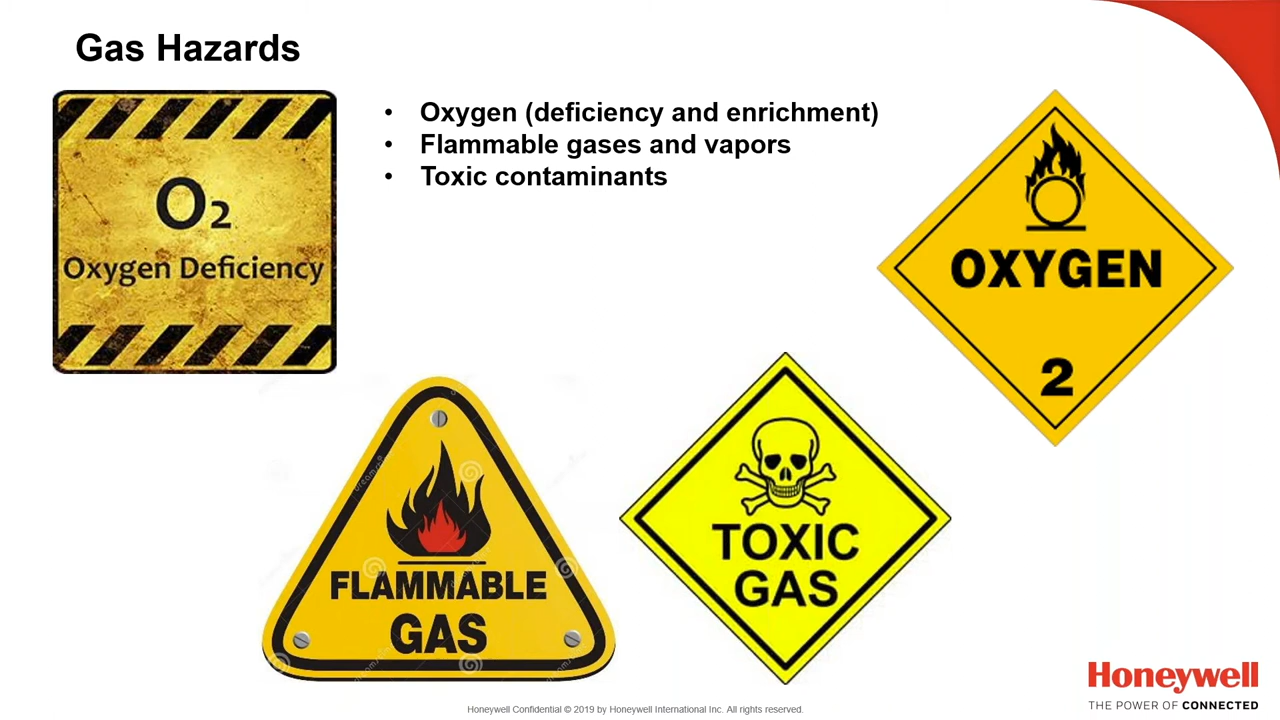 Gas Hazards
• Oxygen (deficiency and enrichment)
• Flammable gases and vapors
• Toxic contaminants
O2
Oxygen Deficiency
OXYGEN
2
FLAMMABLE
GAS
TOXIC
GAS
Honeywell
THE POWER OF CONNECTED
Honeywell Confidential © 2019 by Honeywell International Inc. All rights reserved.